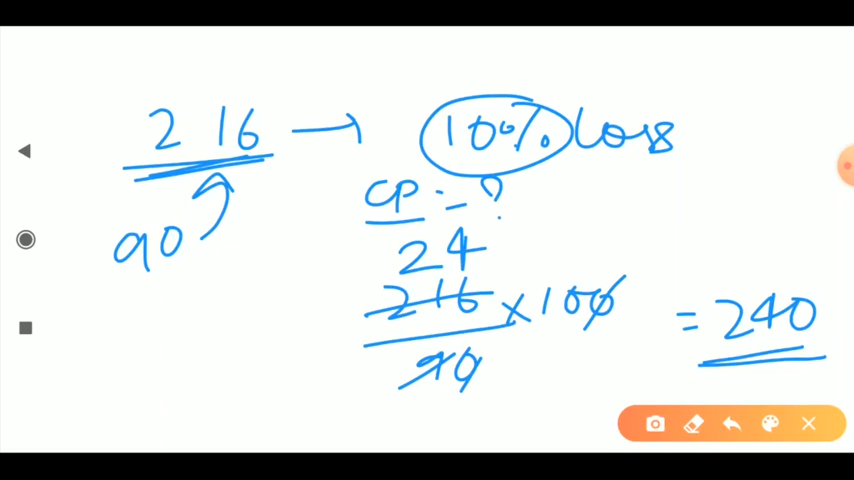 216 → 10% loss
90
CP = ?
24
216 × 100
= 240
90